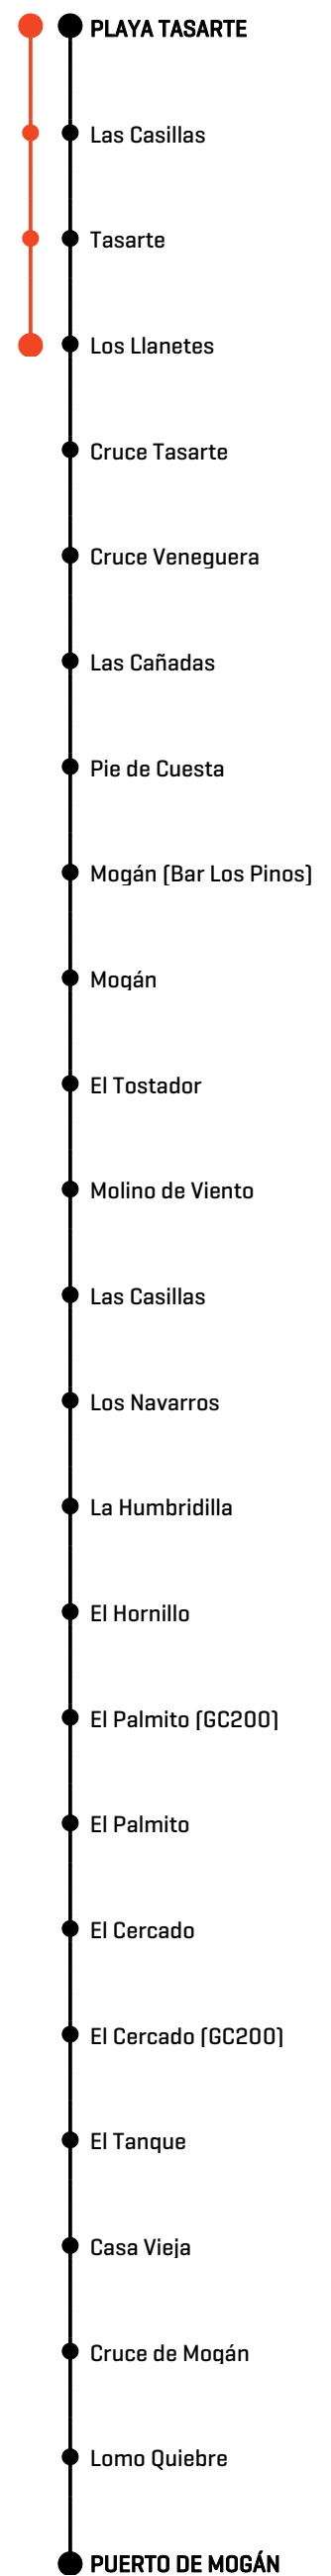 PLAYA TASARTE
Las Casillas
Tasarte
Los Llanetes
Cruce Tasarte
Cruce Veneguera
Las Cañadas
Pie de Cuesta
Mogán (Bar Los Pinos)
Mogán
El Tostador
Molino de Viento
Las Casillas
Los Navarros
La Humbridilla
El Hornillo
El Palmito (GC200)
El Palmito
El Cercado
El Cercado (GC200)
El Tanque
Casa Vieja
Cruce de Mogán
Lomo Quiebre
PUERTO DE MOGÁN